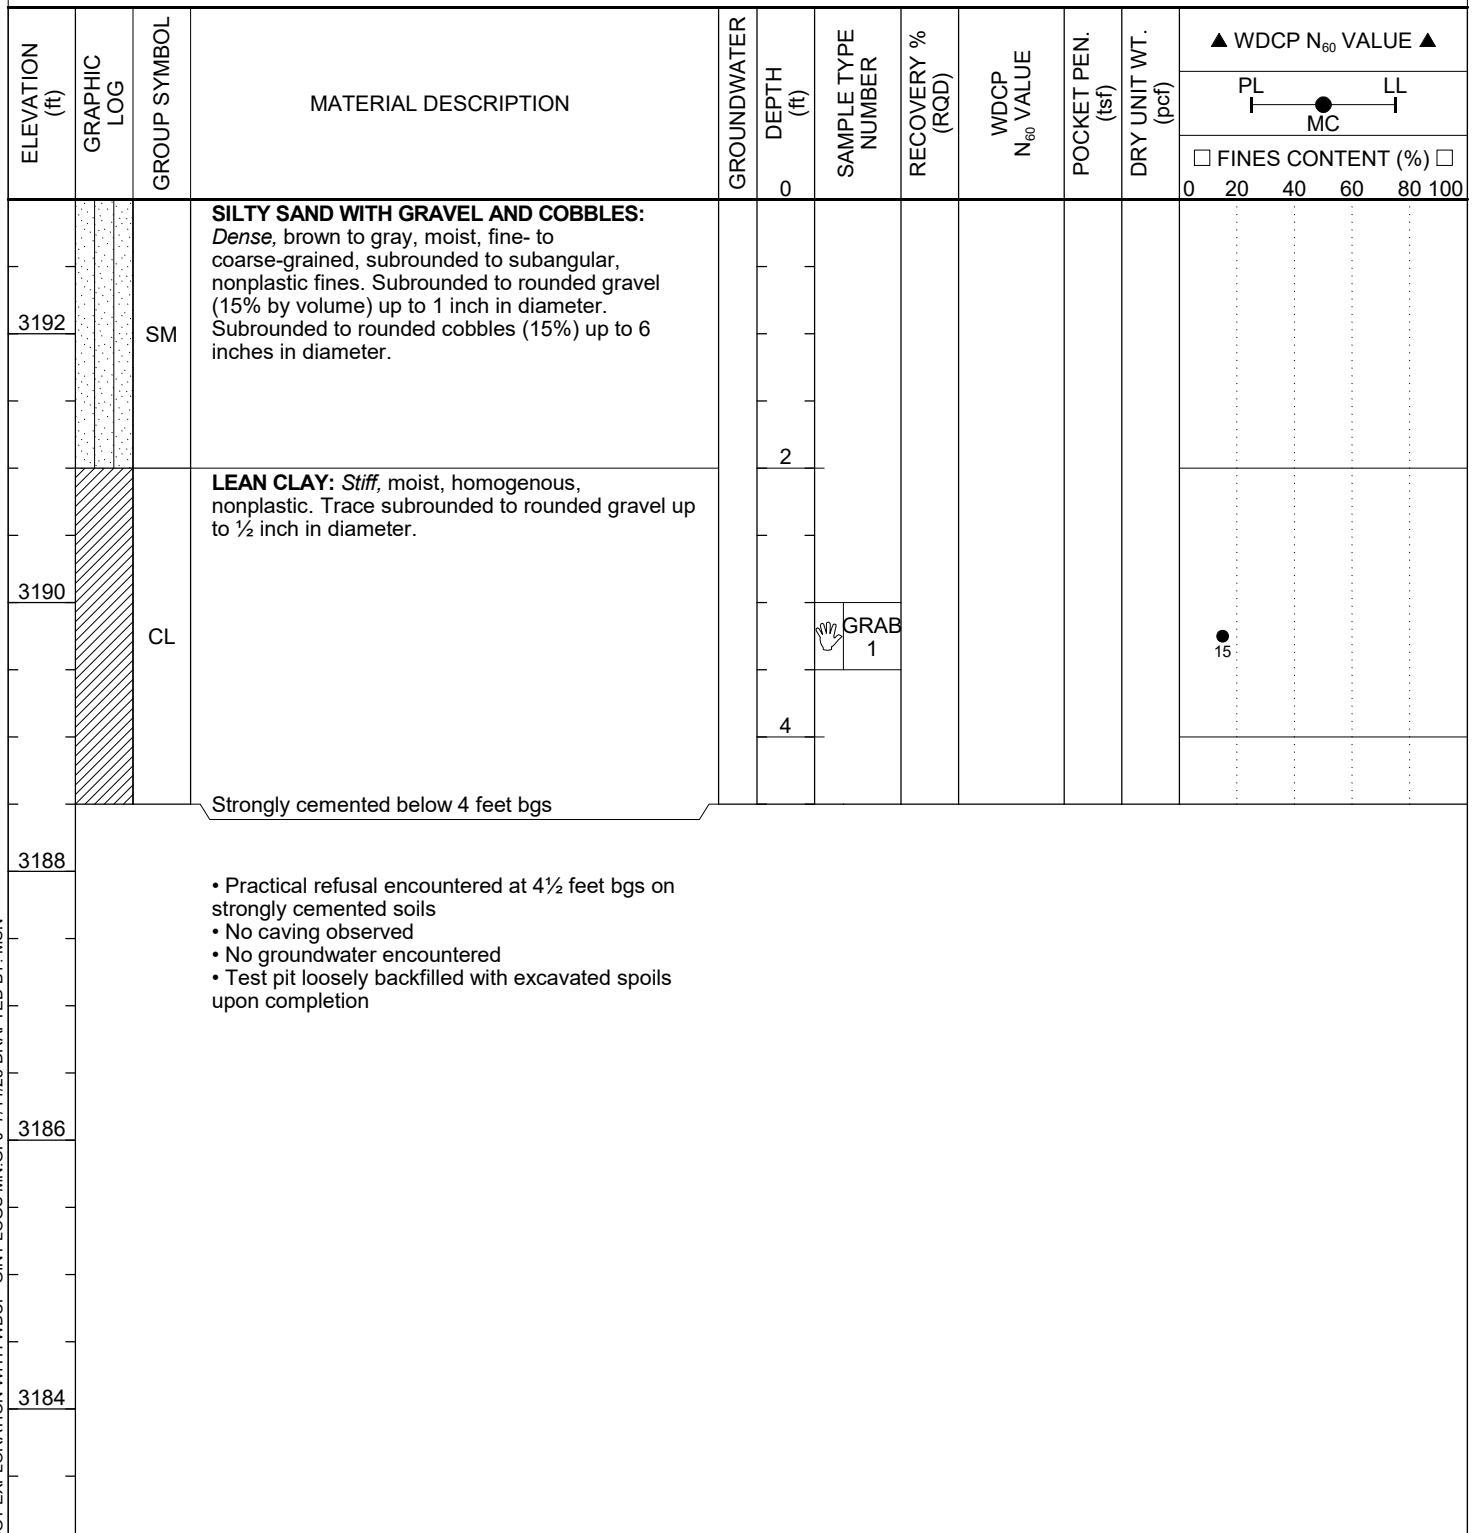 ELEVATION
(ft)
GRAPHIC
LOG
GROUP SYMBOL
MATERIAL DESCRIPTION
GROUNDWATER
DEPTH
(ft)
0
SAMPLE TYPE
NUMBER
RECOVERY %
(RQD)
WDCP
N60 VALUE
POCKET PEN.
(tsf)
DRY UNIT WT.
(pcf)
▲ WDCP N60 VALUE ▲
PL LL
MC
□ FINES CONTENT (%) □
0 20 40 60 80 100
SILTY SAND WITH GRAVEL AND COBBLES:
Dense, brown to gray, moist, fine- to
coarse-grained, subrounded to subangular,
nonplastic fines. Subrounded to rounded gravel
(15% by volume) up to 1 inch in diameter.
Subrounded to rounded cobbles (15%) up to 6
inches in diameter.
3192
SM
2
LEAN CLAY: Stiff, moist, homogenous,
nonplastic. Trace subrounded to rounded gravel up
to ½ inch in diameter.
3190
CL
GRAB
1
15
4
Strongly cemented below 4 feet bgs
3188
• Practical refusal encountered at 4½ feet bgs on
strongly cemented soils
• No caving observed
• No groundwater encountered
• Test pit loosely backfilled with excavated spoils
upon completion
3186
3184